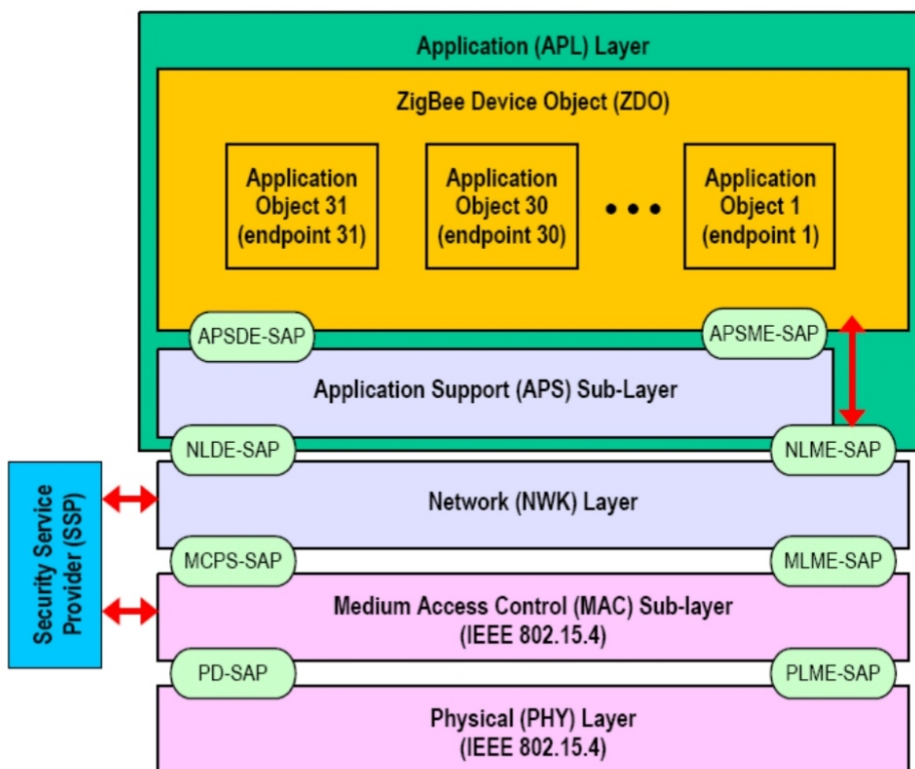 Application (APL) Layer
ZigBee Device Object (ZDO)
Application
Object 31
(endpoint 31)
Application
Object 30
(endpoint 30)
• • •
Application
Object 1
(endpoint 1)
APSDE-SAP
APSME-SAP
Application Support (APS) Sub-Layer
NLDE-SAP
NLME-SAP
Security Service
Provider (SSP)
Network (NWK) Layer
MCPS-SAP
MLME-SAP
Medium Access Control (MAC) Sub-layer
(IEEE 802.15.4)
PD-SAP
PLME-SAP
Physical (PHY) Layer
(IEEE 802.15.4)